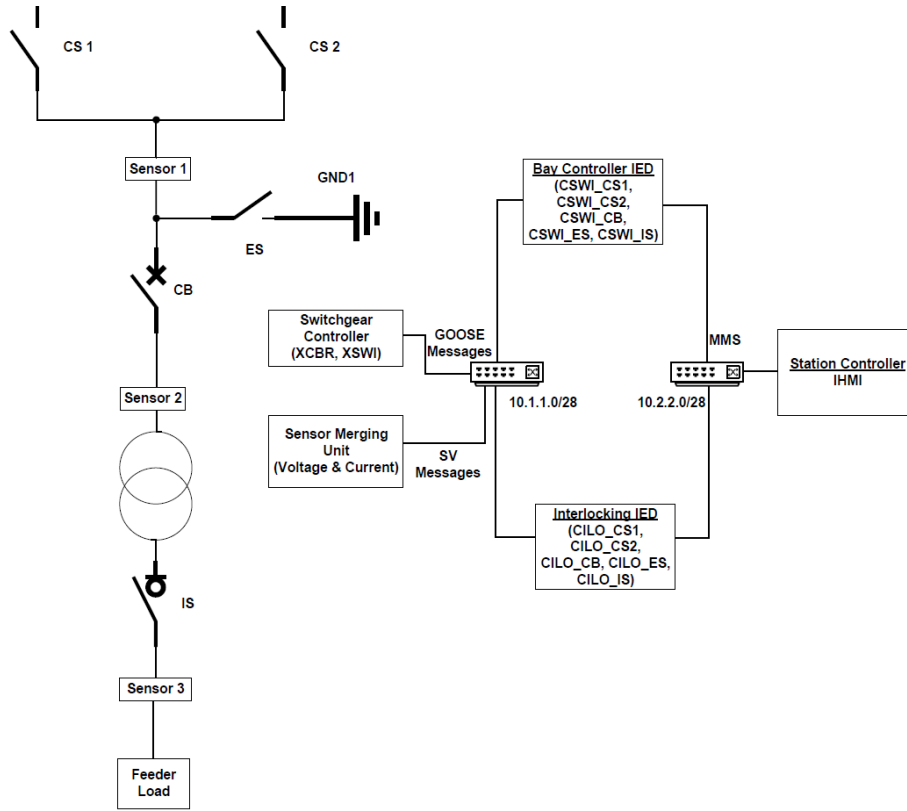 CS 1
CS 2
Sensor 1
GND1
ES
CB
Sensor 2
IS
Sensor 3
Feeder
Load
Bay Controller IED
(CSWI_CS1,
CSWI_CS2,
CSWI_CB,
CSWI_ES, CSWI_IS)
Switchgear
Controller
(XCBR, XSWI)
GOOSE
Messages
MMS
Station Controller
IHMI
10.1.1.0/28
10.2.2.0/28
Sensor Merging
Unit
(Voltage & Current)
SV
Messages
Interlocking IED
(CILO_CS1,
CILO_CS2,
CILO_CB, CILO_ES,
CILO_IS)